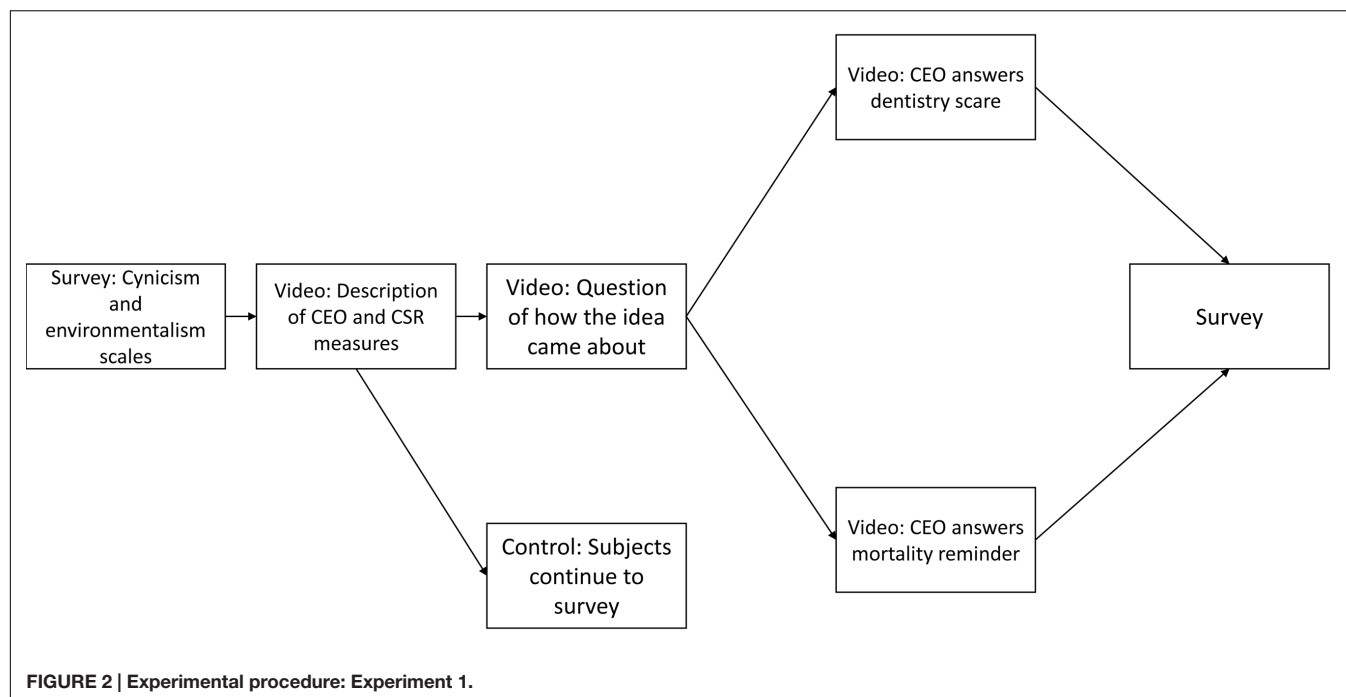 Survey: Cynicism
and
environmentalism
scales
Video: Description
of CEO and CSR
measures
Video: Question
of how the idea
came about
Control: Subjects
continue to
survey
Video: CEO answers
dentistry scare
Video: CEO answers
mortality reminder
Survey
FIGURE 2 | Experimental procedure: Experiment 1.